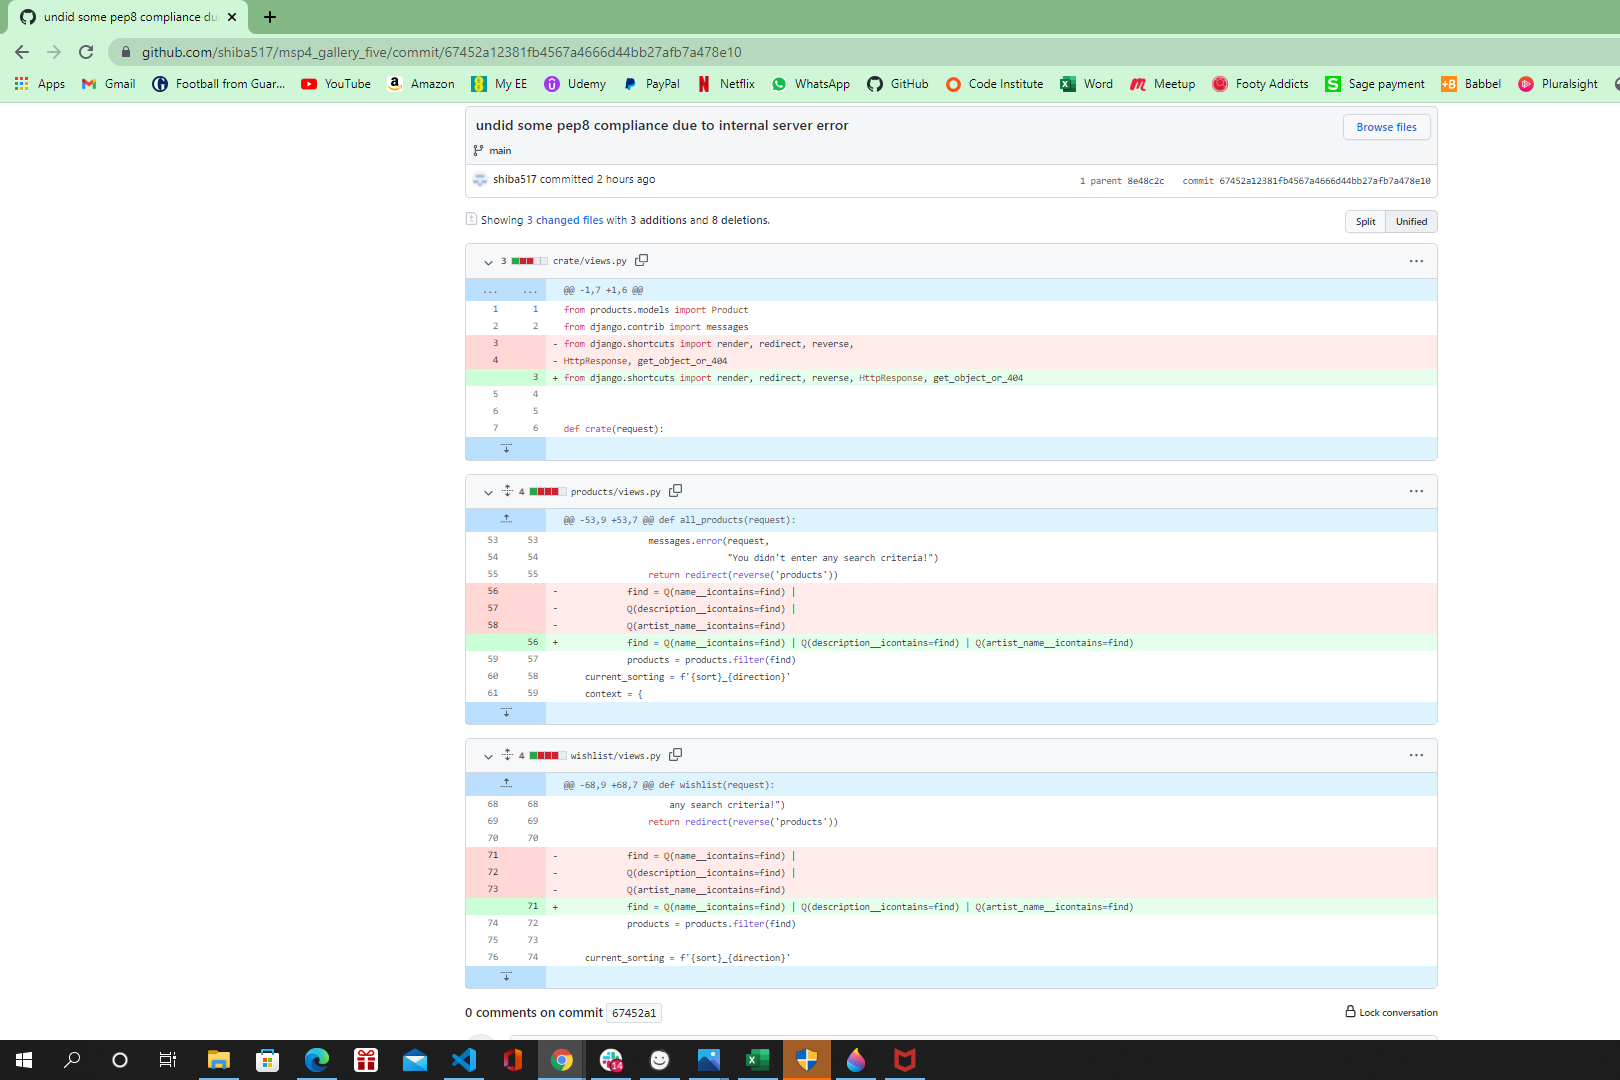 undid some pep8 compliance du
github.com/shiba517/msp4_gallery_five/commit/67452a12381fb4567a4666d44bb27afb7a478e10
Apps Gmail Football from Guar... YouTube Amazon My EE Udemy PayPal Netflix WhatsApp GitHub Code Institute Word Meetup Footy Addicts Sage payment Babbel Pluralsight
undid some pep8 compliance due to internal server error
Browse files
main
shiba517 committed 2 hours ago
1 parent 8e48c2c commit 67452a12381fb4567a4666d44bb27afb7a478e10
Showing 3 changed files with 3 additions and 8 deletions.
Split Unified
3 crate/views.py ...
... ... @@ -1,7 +1,6 @@
1 1 from products.models import Product
2 2 from django.contrib import messages
3 - from django.shortcuts import render, redirect, reverse,
4 - HttpResponse, get_object_or_404
3 + from django.shortcuts import render, redirect, reverse, HttpResponse, get_object_or_404
5 4
6 5
7 6 def crate(request):
4 products/views.py ...
@@ -53,9 +53,7 @@ def all_products(request):
53 53 messages.error(request,
54 54 "You didn't enter any search criteria!")
55 55 return redirect(reverse('products'))
56 - find = Q(name__icontains=find) |
57 - Q(description__icontains=find) |
58 - Q(artist_name__icontains=find)
56 + find = Q(name__icontains=find) | Q(description__icontains=find) | Q(artist_name__icontains=find)
59 57 products = products.filter(find)
60 58 current_sorting = f'{sort}_{direction}'
61 59 context = {
4 wishlist/views.py ...
@@ -68,9 +68,7 @@ def wishlist(request):
68 68 any search criteria!")
69 69 return redirect(reverse('products'))
70 70
71 - find = Q(name__icontains=find) |
72 - Q(description__icontains=find) |
73 - Q(artist_name__icontains=find)
71 + find = Q(name__icontains=find) | Q(description__icontains=find) | Q(artist_name__icontains=find)
74 72 products = products.filter(find)
75 73
76 74 current_sorting = f'{sort}_{direction}'
0 comments on commit 67452a1
Lock conversation
14